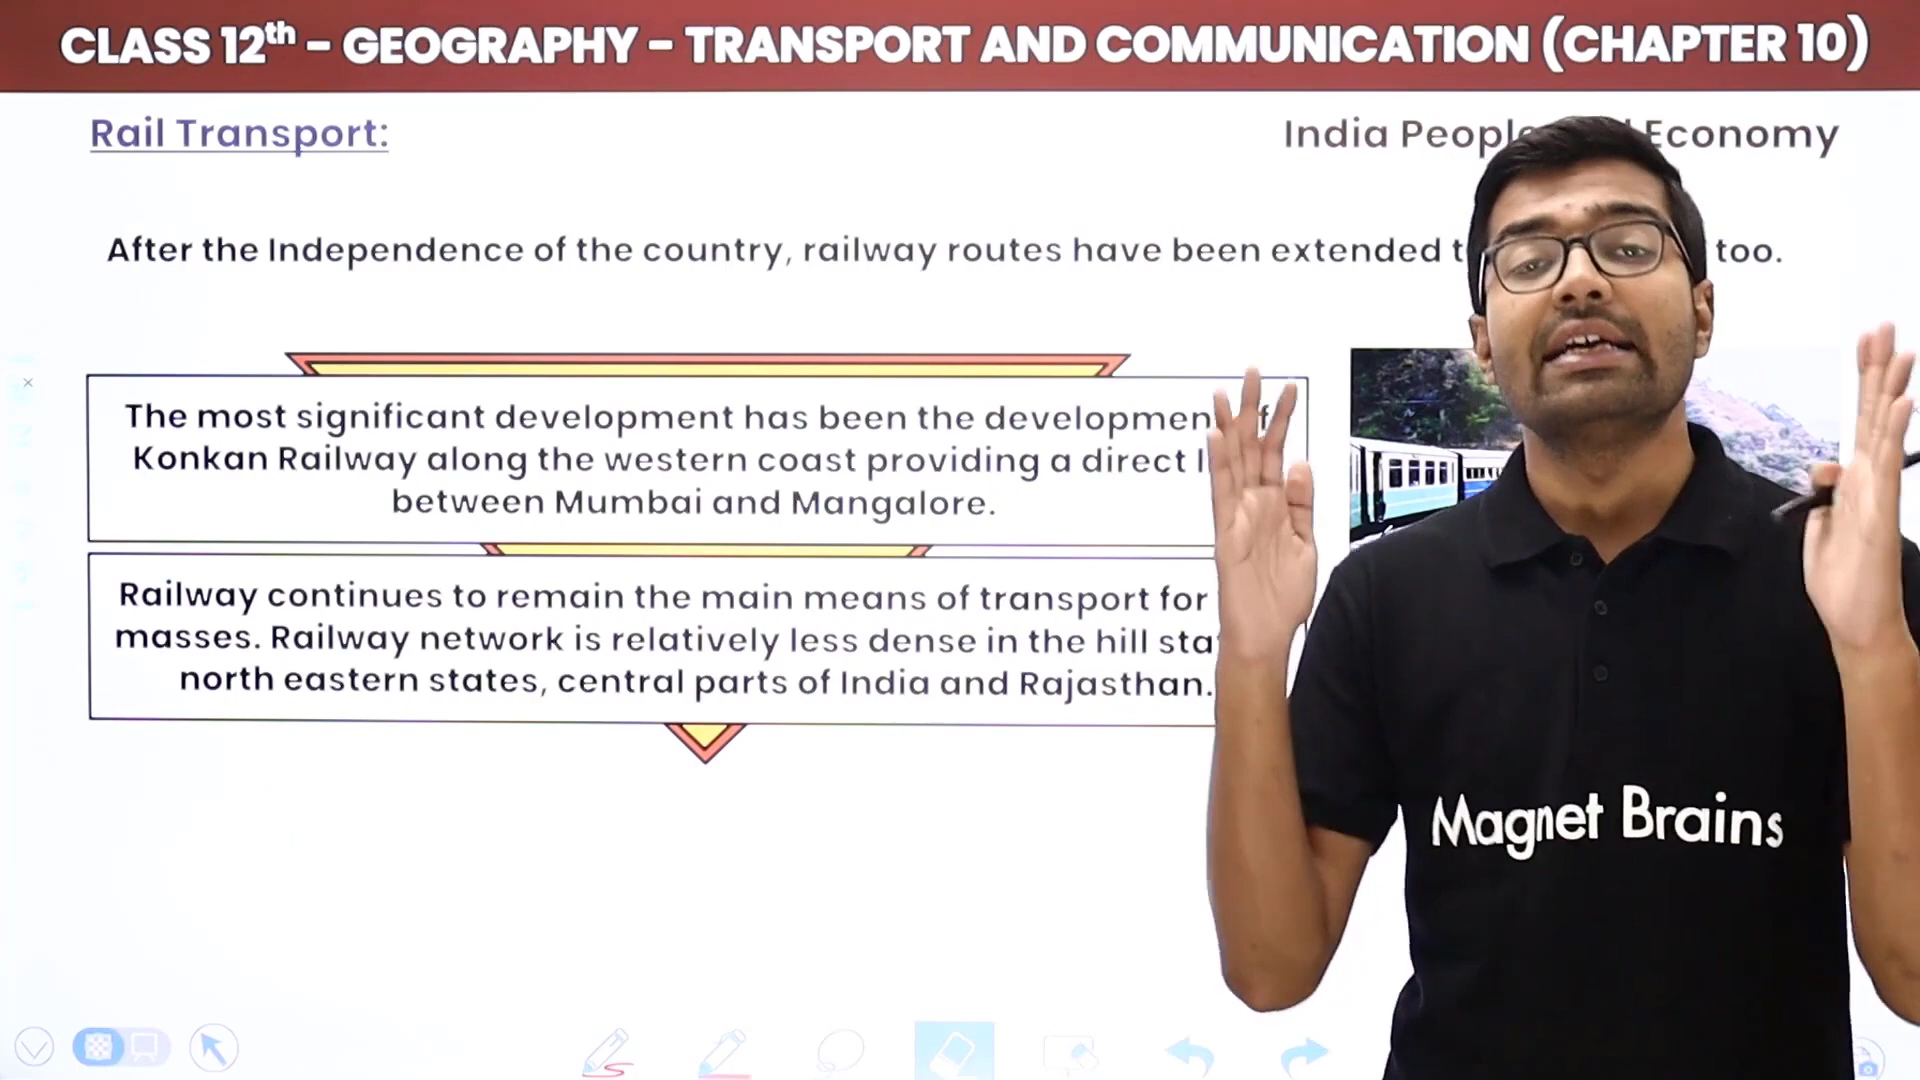 CLASS 12th – GEOGRAPHY – TRANSPORT AND COMMUNICATION (CHAPTER 10)
Rail Transport:
India People Economy
After the Independence of the country, railway routes have been extended too.
The most significant development has been the development
Konkan Railway along the western coast providing a direct
between Mumbai and Mangalore.
Railway continues to remain the main means of transport for
masses. Railway network is relatively less dense in the hill
north eastern states, central parts of India and Rajasthan.
Magnet Brains